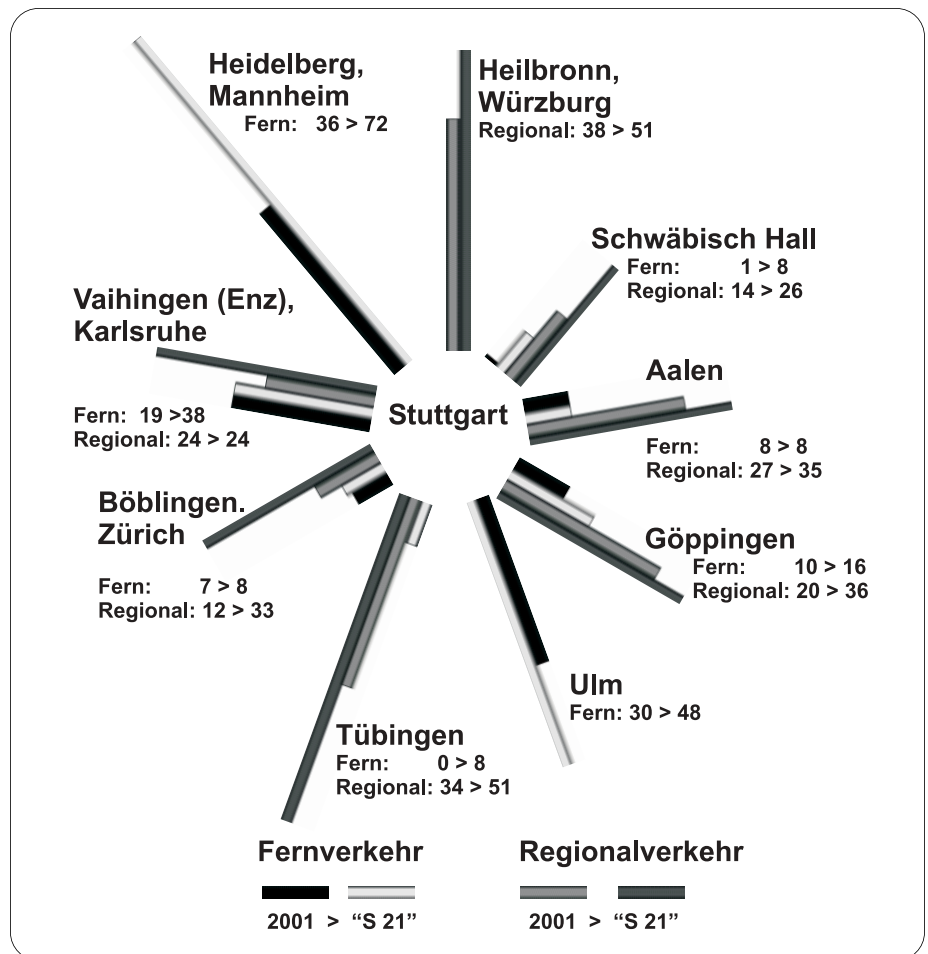 Heidelberg,
Mannheim
Fern: 36 > 72
Heilbronn,
Würzburg
Regional: 38 > 51
Schwäbisch Hall
Fern: 1 > 8
Regional: 14 > 26
Vaihingen (Enz),
Karlsruhe
Fern: 19 >38
Regional: 24 > 24
Stuttgart
Aalen
Fern: 8 > 8
Regional: 27 > 35
Böblingen.
Zürich
Fern: 7 > 8
Regional: 12 > 33
Göppingen
Fern: 10 > 16
Regional: 20 > 36
Ulm
Fern: 30 > 48
Tübingen
Fern: 0 > 8
Regional: 34 > 51
Fernverkehr
2001 > “S 21”
Regionalverkehr
2001 > “S 21”